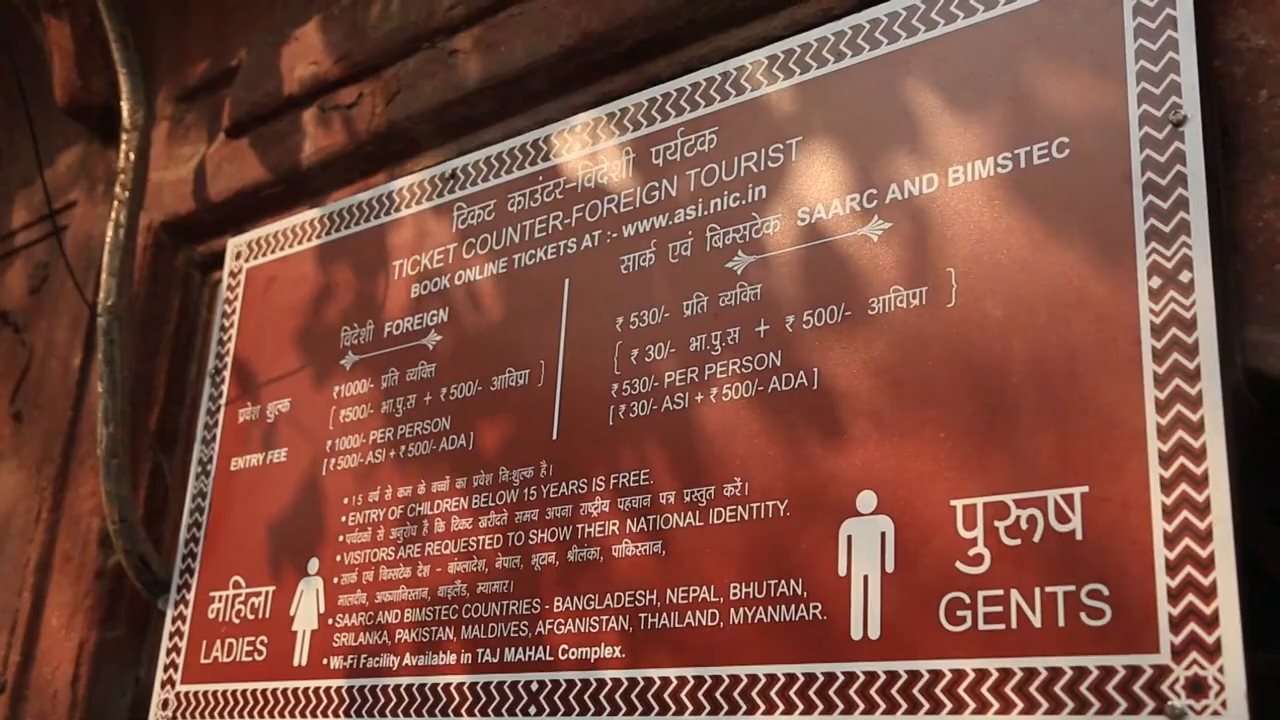 टिकट काउंटर-विदेशी पर्यटक
TICKET COUNTER-FOREIGN TOURIST
BOOK ONLINE TICKETS AT :- www.asi.nic.in
विदेशी FOREIGN
प्रवेश शुल्क
₹1000/- प्रति व्यक्ति
[ ₹500/- भा.पु.स + ₹500/- आविप्रा }
ENTRY FEE
₹1000/- PER PERSON
[ ₹500/- ASI + ₹500/- ADA ]
सार्क एवं बिम्सटेक SAARC AND BIMSTEC
₹ 530/- प्रति व्यक्ति
{ ₹ 30/- भा.पु.स + ₹ 500/- आविप्रा }
₹530/- PER PERSON
[ ₹30/- ASI + ₹500/- ADA ]
• 15 वर्ष से कम के बच्चों का प्रवेश निःशुल्क है।
• ENTRY OF CHILDREN BELOW 15 YEARS IS FREE.
• पर्यटकों से अनुरोध है कि टिकट खरीदते समय अपना राष्ट्रीय पहचान पत्र प्रस्तुत करें।
• VISITORS ARE REQUESTED TO SHOW THEIR NATIONAL IDENTITY.
• सार्क एवं बिम्सटेक देश - बांग्लादेश, नेपाल, भूटान, श्रीलंका, पाकिस्तान,
मालदीव, अफगानिस्तान, थाइलैंड, म्यामार।
• SAARC AND BIMSTEC COUNTRIES - BANGLADESH, NEPAL, BHUTAN,
SRILANKA, PAKISTAN, MALDIVES, AFGANISTAN, THAILAND, MYANMAR.
• Wi-Fi Facility Available in TAJ MAHAL Complex.
महिला
LADIES
पुरूष
GENTS